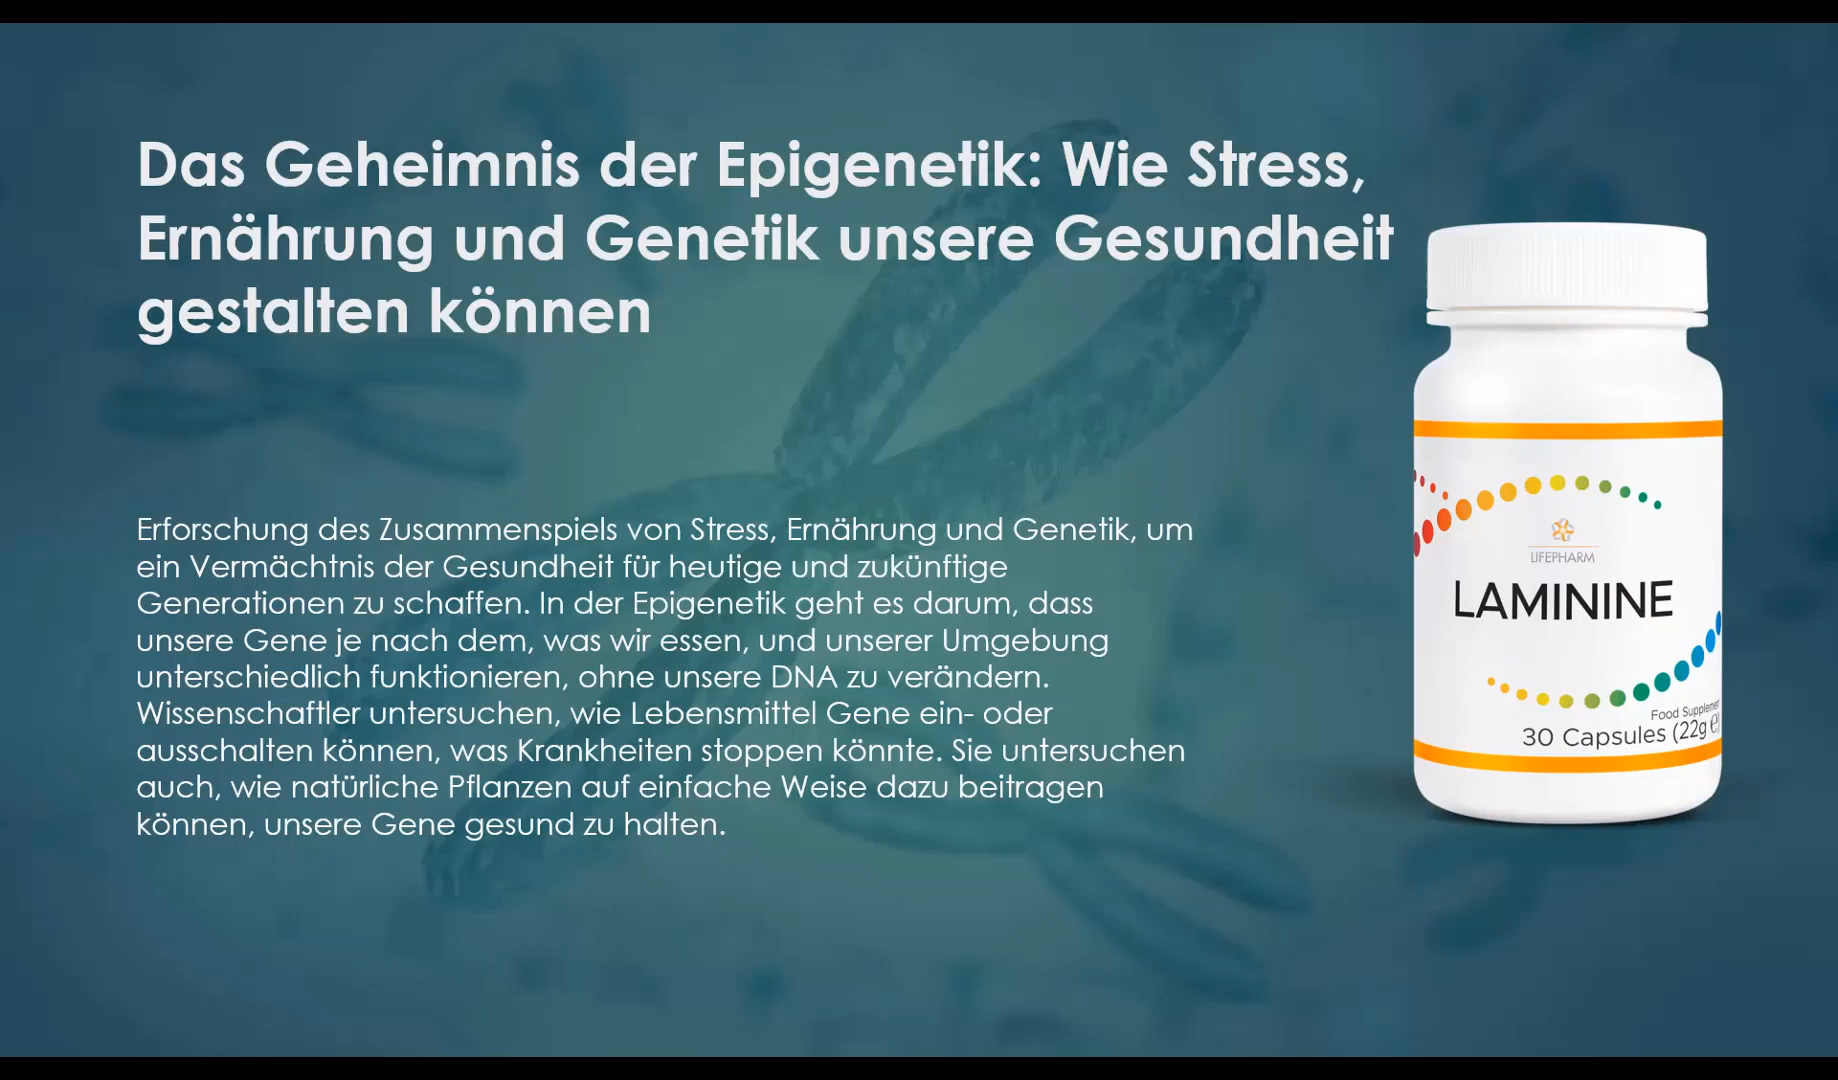 Das Geheimnis der Epigenetik: Wie Stress,
Ernährung und Genetik unsere Gesundheit
gestalten können
Erforschung des Zusammenspiels von Stress, Ernährung und Genetik, um
ein Vermächtnis der Gesundheit für heutige und zukünftige
Generationen zu schaffen. In der Epigenetik geht es darum, dass
unsere Gene je nach dem, was wir essen, und unserer Umgebung
unterschiedlich funktionieren, ohne unsere DNA zu verändern.
Wissenschaftler untersuchen, wie Lebensmittel Gene ein- oder
ausschalten können, was Krankheiten stoppen könnte. Sie untersuchen
auch, wie natürliche Pflanzen auf einfache Weise dazu beitragen
können, unsere Gene gesund zu halten.
LIFEPHARM
LAMININE
Food Supplement
30 Capsules (22g ℮)